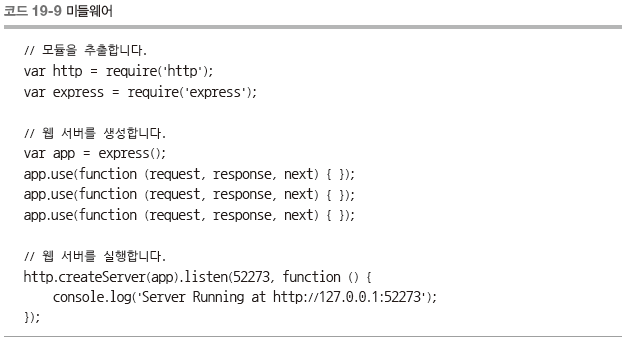 코드 19-9 미들웨어
// 모듈을 추출합니다.
var http = require('http');
var express = require('express');
// 웹 서버를 생성합니다.
var app = express();
app.use(function (request, response, next) { });
app.use(function (request, response, next) { });
app.use(function (request, response, next) { });
// 웹 서버를 실행합니다.
http.createServer(app).listen(52273, function () {
console.log('Server Running at http://127.0.0.1:52273');
});